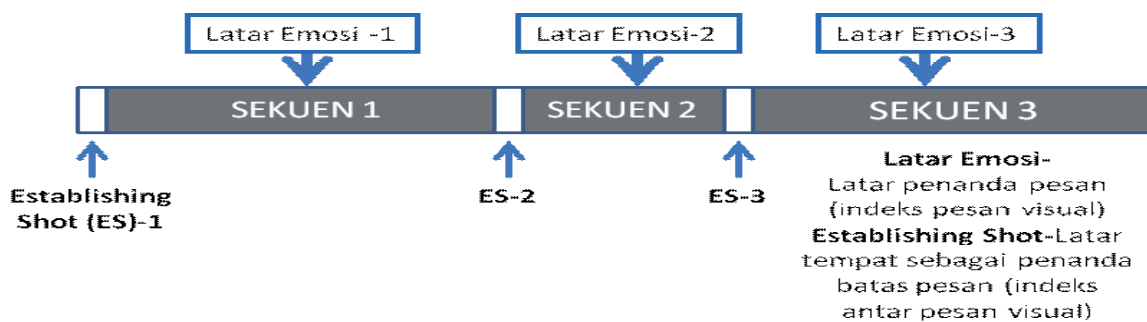 Latar Emosi -1
Latar Emosi-2
Latar Emosi-3
SEKUEN 1
SEKUEN 2
SEKUEN 3
Establishing
Shot (ES)-1
ES-2
ES-3
Latar Emosi-
Latar penanda pesan
(indeks pesan visual)
Establishing Shot-Latar
tempat sebagai penanda
batas pesan (indeks
antar pesan visual)